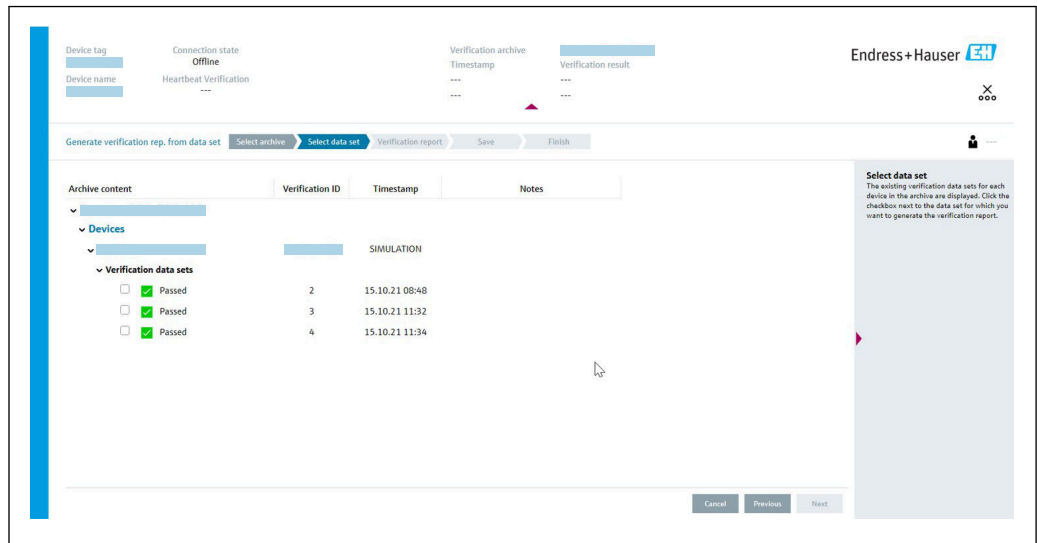 Device tag
Connection state
Offline
Device name
Heartbeat Verification
---
Verification archive
Timestamp
Verification result
---
---
---
---
Endress+Hauser EH
Generate verification rep. from data set
Select archive
Select data set
Verification report
Save
Finish
---
Archive content
Verification ID
Timestamp
Notes
Devices
SIMULATION
Verification data sets
Passed 2 15.10.21 08:48
Passed 3 15.10.21 11:32
Passed 4 15.10.21 11:34
Select data set
The existing verification data sets for each
device in the archive are displayed. Click the
checkbox next to the data set for which you
want to generate the verification report.
Cancel
Previous
Next